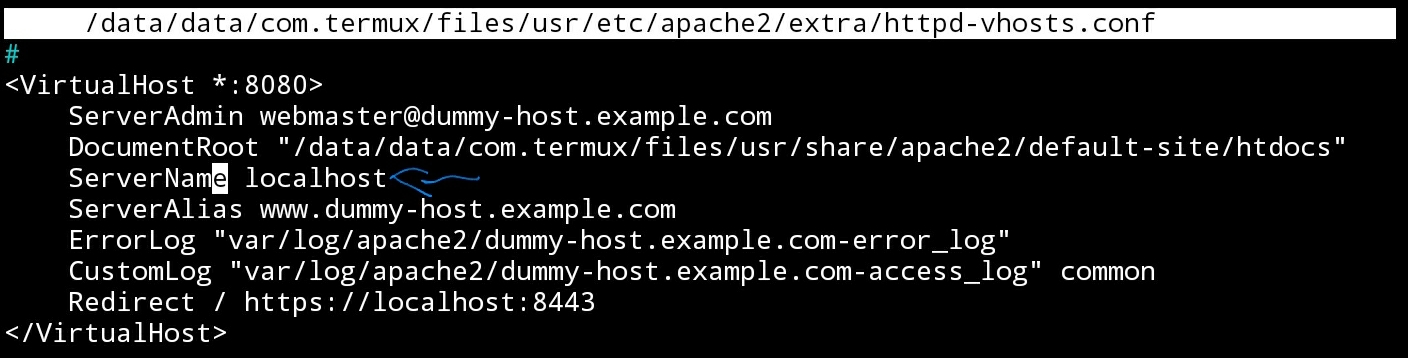 /data/data/com.termux/files/usr/etc/apache2/extra/httpd-vhosts.conf
#
<VirtualHost *:8080>
    ServerAdmin webmaster@dummy-host.example.com
    DocumentRoot "/data/data/com.termux/files/usr/share/apache2/default-site/htdocs"
    ServerName localhost
    ServerAlias www.dummy-host.example.com
    ErrorLog "var/log/apache2/dummy-host.example.com-error_log"
    CustomLog "var/log/apache2/dummy-host.example.com-access_log" common
    Redirect / https://localhost:8443
</VirtualHost>